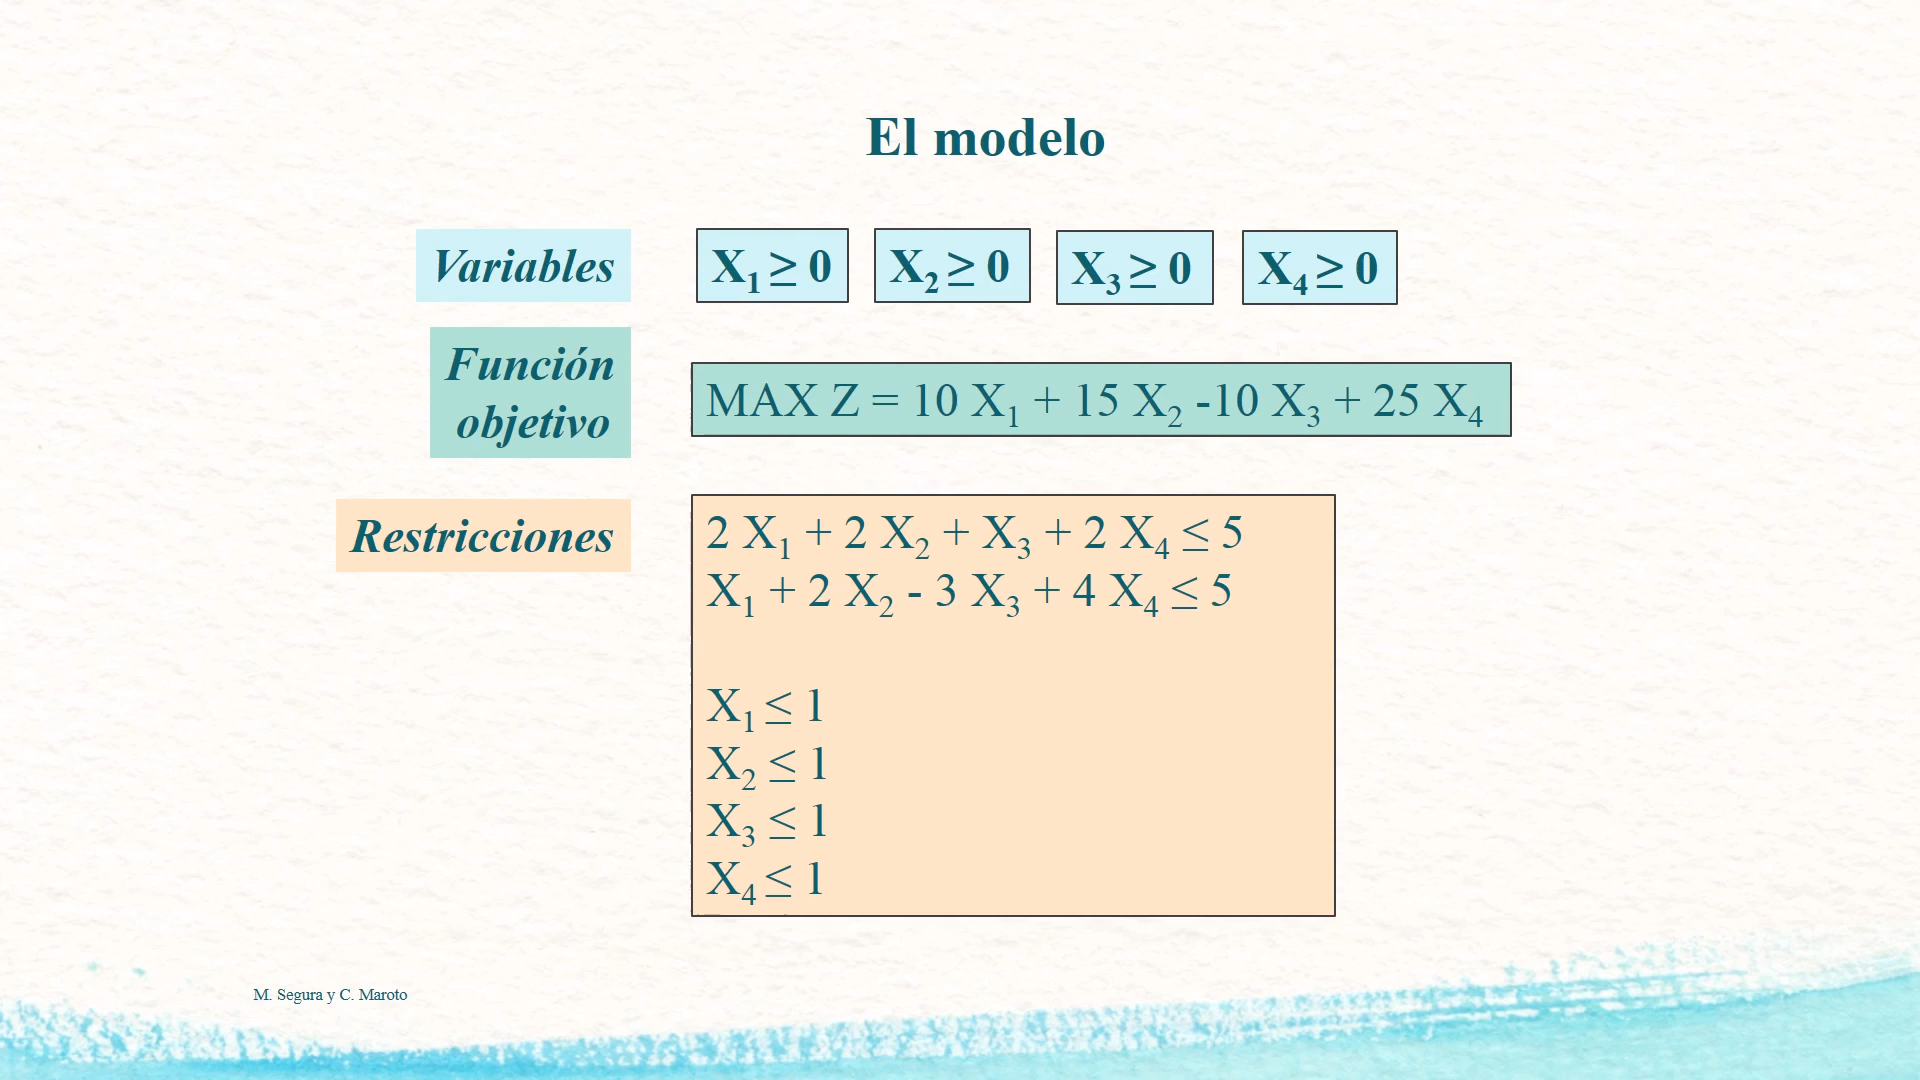 El modelo
Variables
X₁ ≥ 0
X₂ ≥ 0
X₃ ≥ 0
X₄ ≥ 0
Función
objetivo
MAX Z = 10 X₁ + 15 X₂ -10 X₃ + 25 X₄
Restricciones
2 X₁ + 2 X₂ + X₃ + 2 X₄ ≤ 5
X₁ + 2 X₂ - 3 X₃ + 4 X₄ ≤ 5
X₁ ≤ 1
X₂ ≤ 1
X₃ ≤ 1
X₄ ≤ 1
M. Segura y C. Maroto